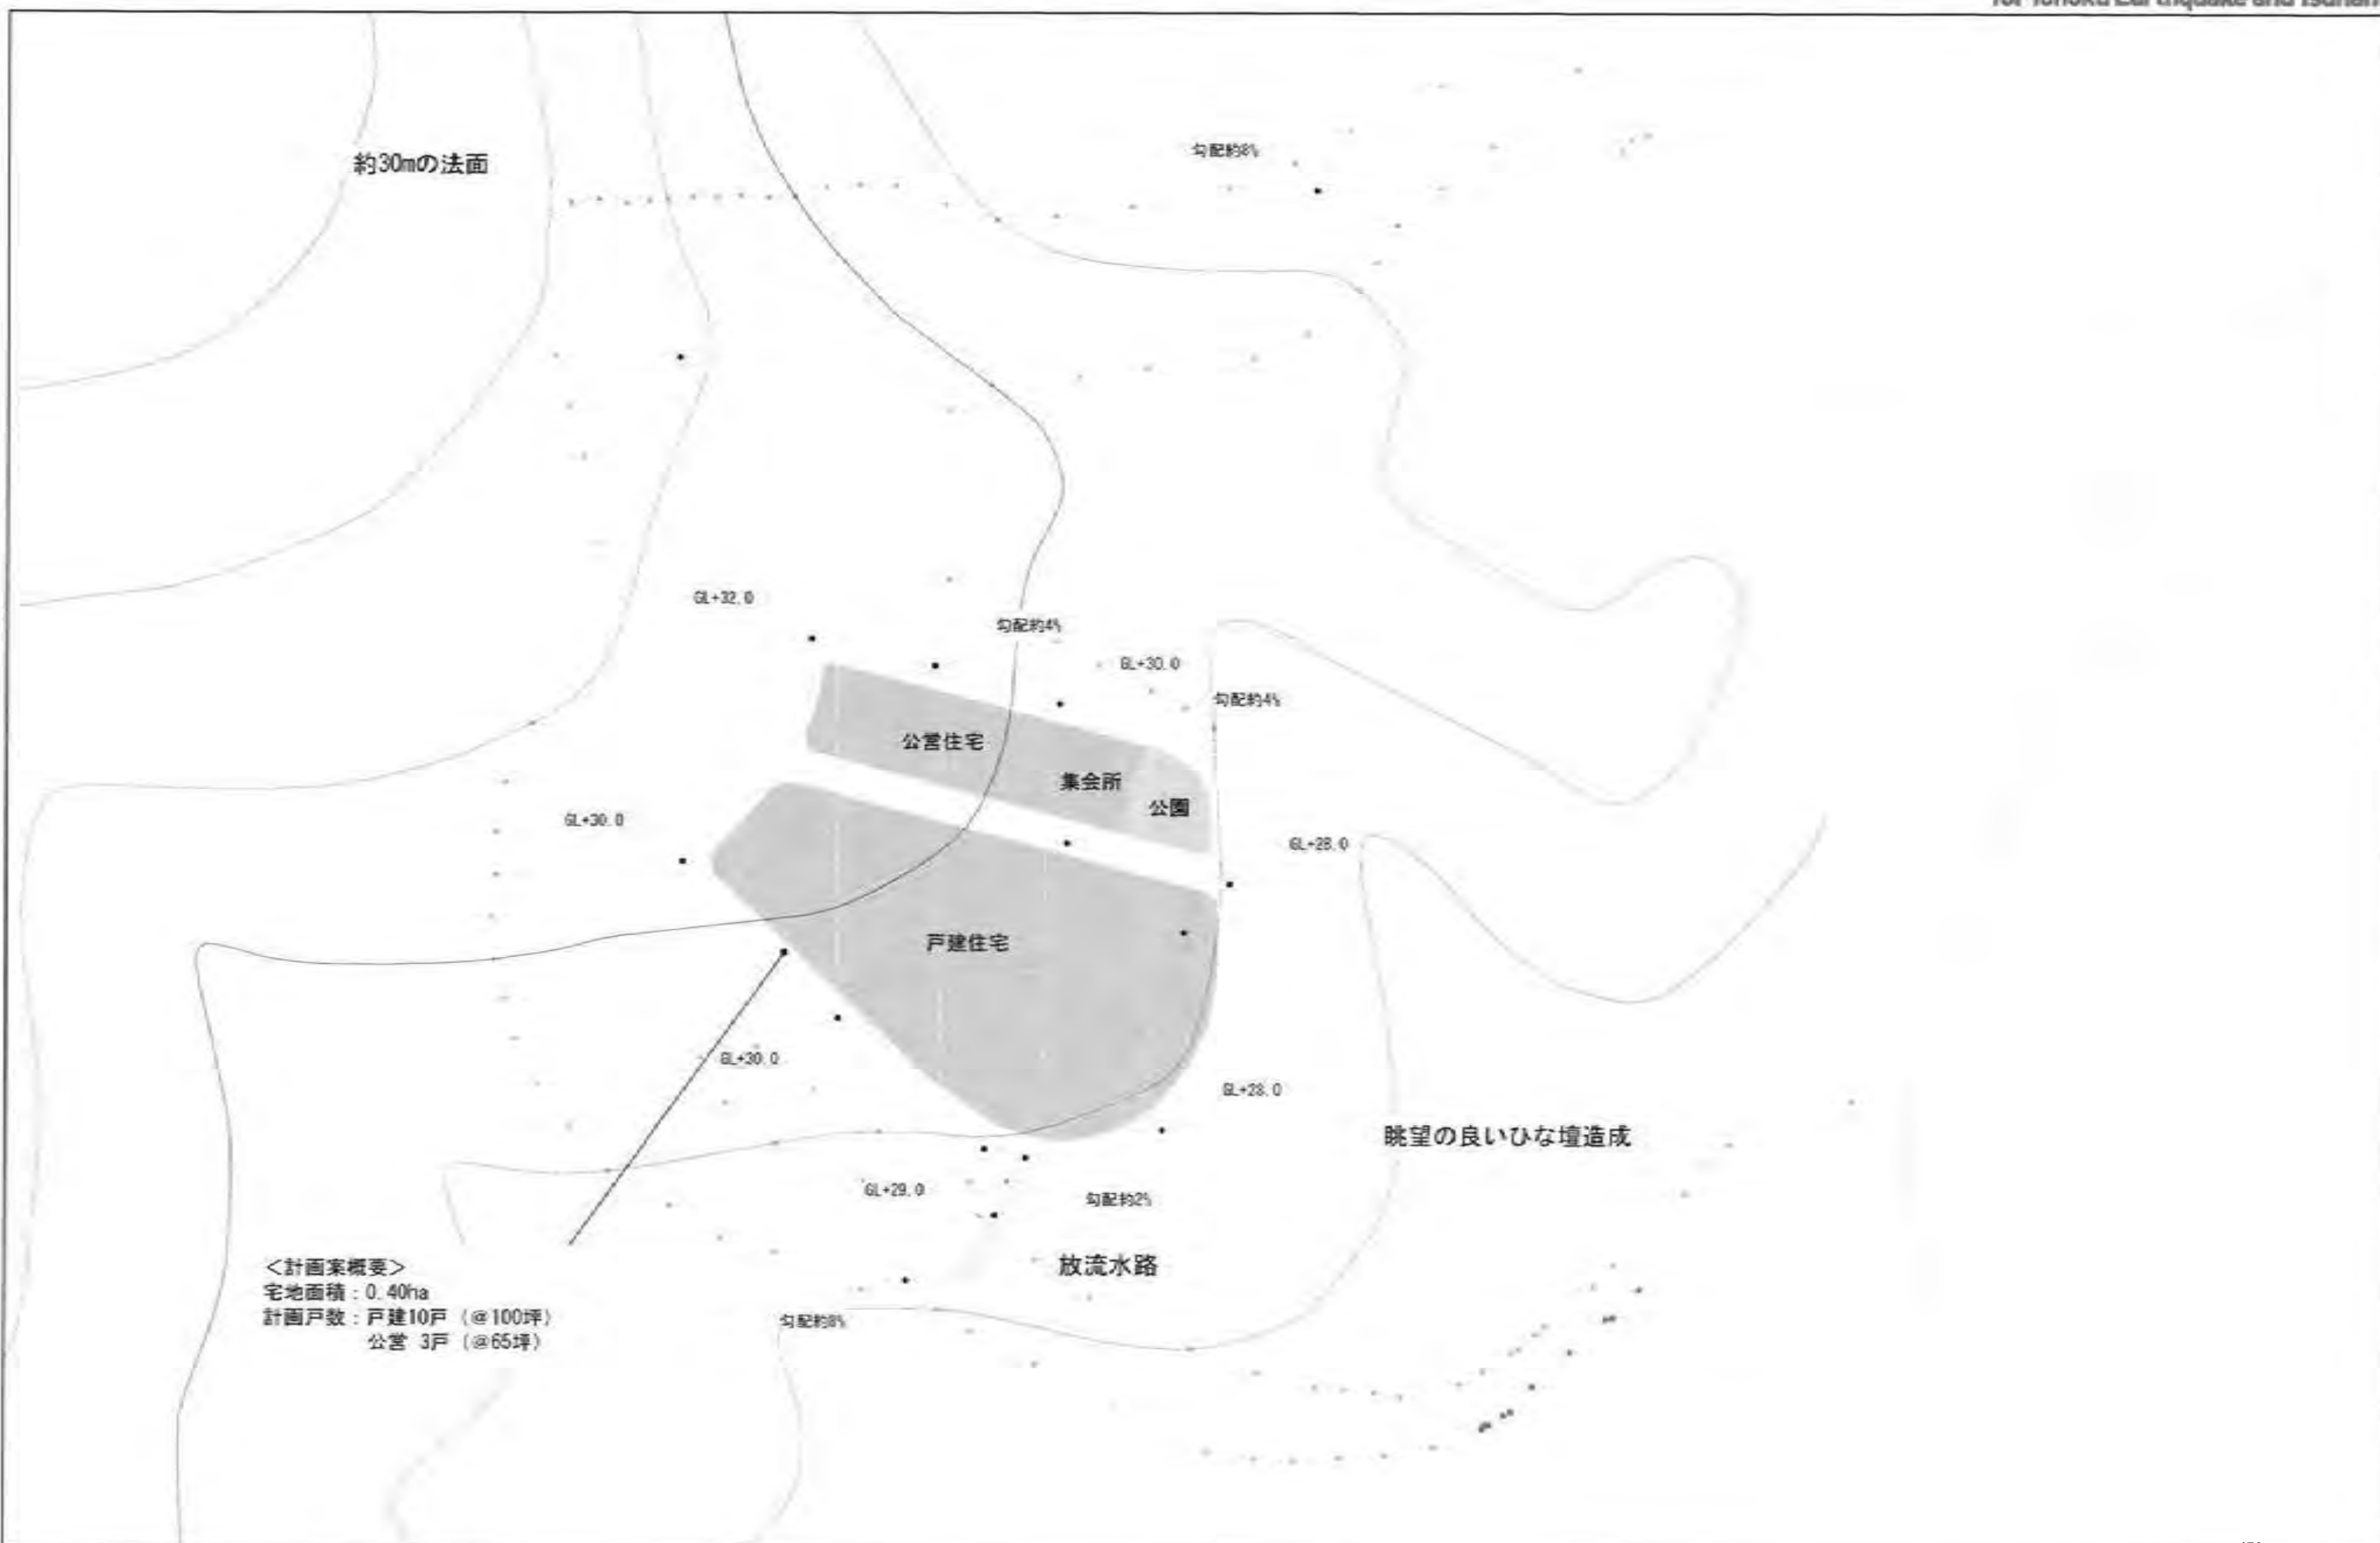 for Tohoku Earthquake and Tsunam
約30mの法面
勾配約8%
GL+32.0
勾配約4%
GL+30.0
勾配約4%
公営住宅
集会所
公園
GL+30.0
GL+28.0
戸建住宅
GL+30.0
GL+28.0
眺望の良いひな壇造成
GL+29.0
勾配約2%
放流水路
＜計画案概要＞
宅地面積：0.40ha
計画戸数：戸建10戸（@100坪）
公営 3戸（@65坪）
勾配約8%